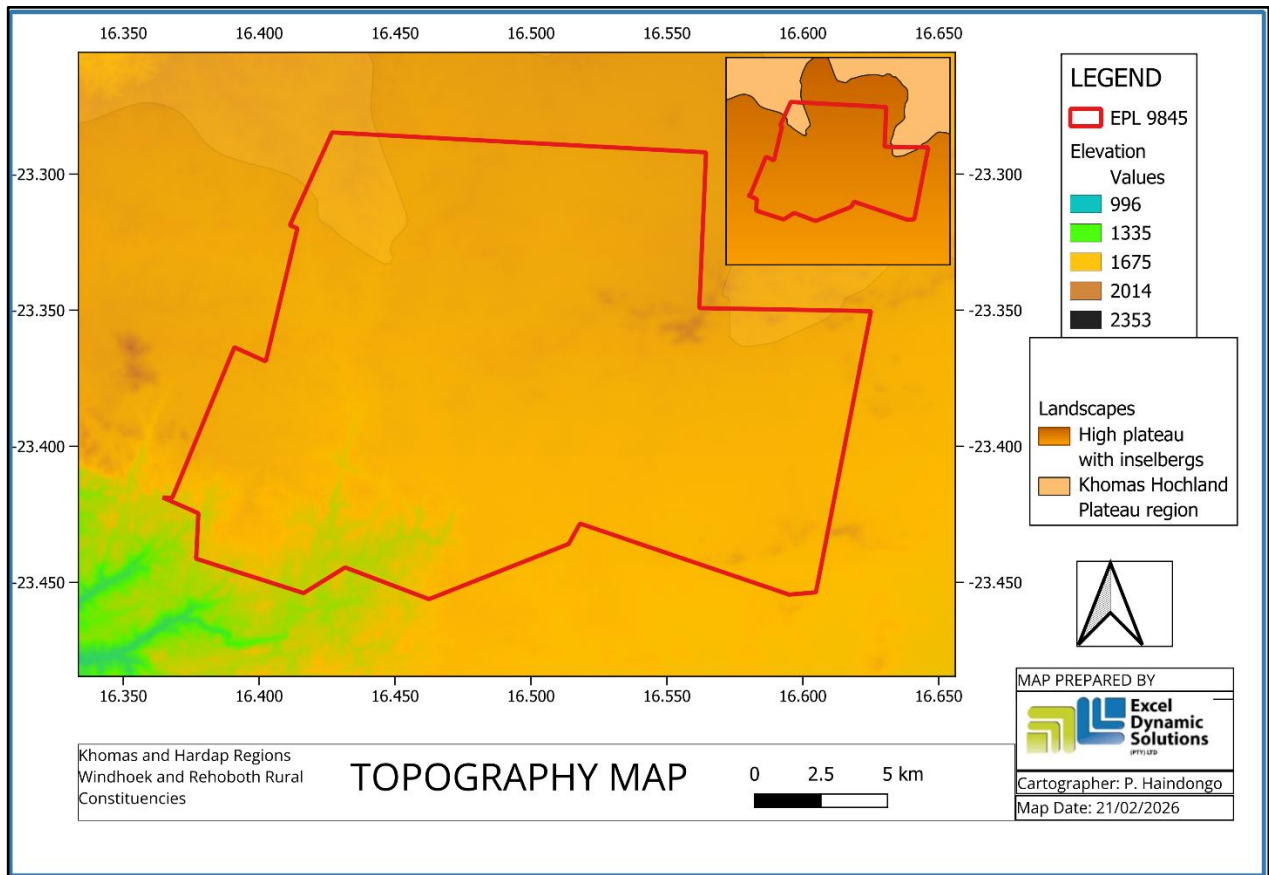 16.350 16.400 16.450 16.500 16.550 16.600 16.650
-23.300 -23.300
-23.350 -23.350
-23.400 -23.400
-23.450 -23.450
16.350 16.400 16.450 16.500 16.550 16.600 16.650
LEGEND
EPL 9845
Elevation
Values
996
1335
1675
2014
2353
Landscapes
High plateau
with inselbergs
Khomas Hochland
Plateau region
MAP PREPARED BY
Excel
Dynamic
Solutions
(PTY) LTD
Cartographer: P. Haindongo
Map Date: 21/02/2026
Khomas and Hardap Regions
Windhoek and Rehoboth Rural
Constituencies
TOPOGRAPHY MAP
0 2.5 5 km